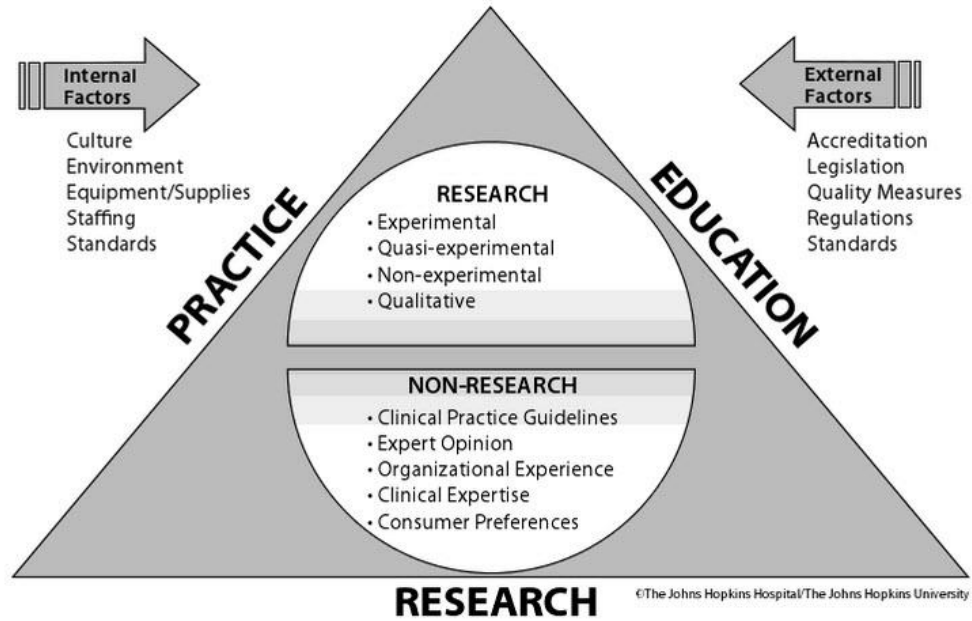 Internal
Factors
Culture
Environment
Equipment/Supplies
Staffing
Standards
External
Factors
Accreditation
Legislation
Quality Measures
Regulations
Standards
PRACTICE
EDUCATION
RESEARCH
• Experimental
• Quasi-experimental
• Non-experimental
• Qualitative
NON-RESEARCH
• Clinical Practice Guidelines
• Expert Opinion
• Organizational Experience
• Clinical Expertise
• Consumer Preferences
RESEARCH
©The Johns Hopkins Hospital/The Johns Hopkins University